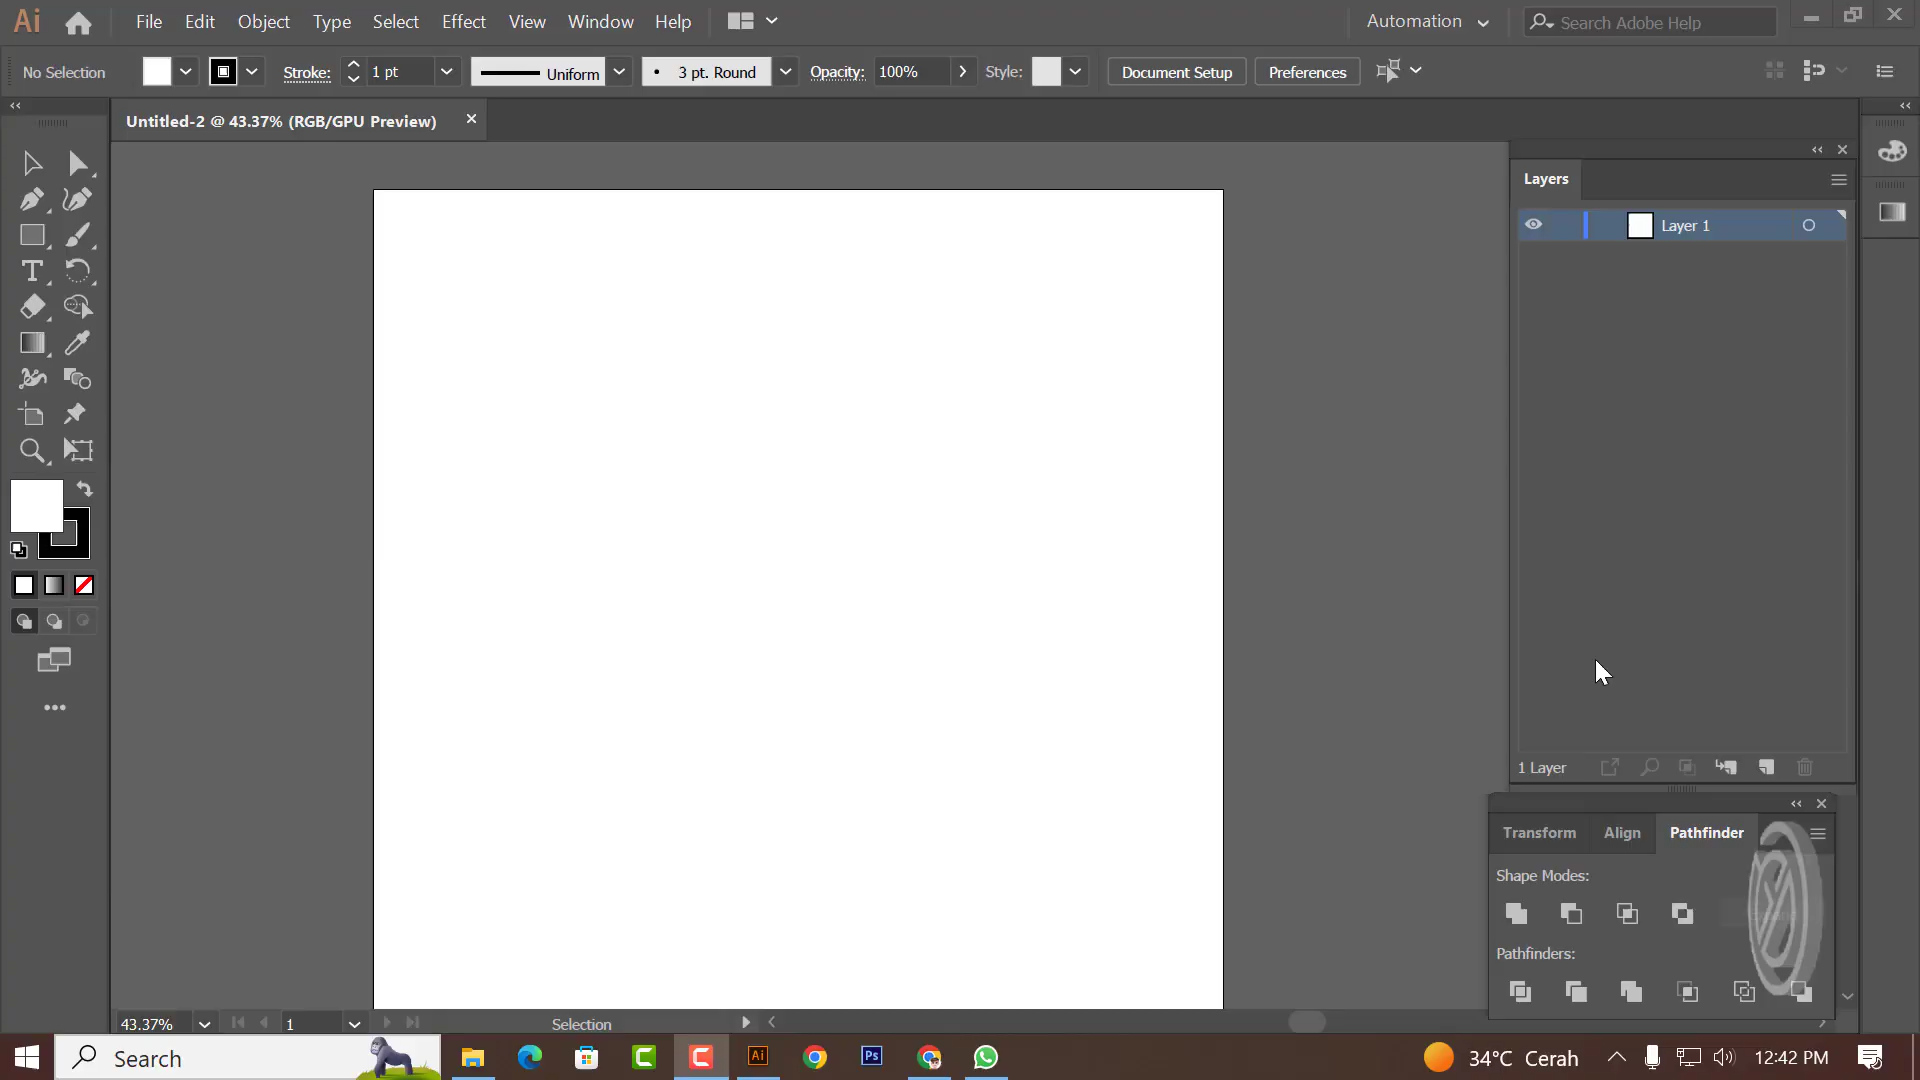 Ai File Edit Object Type Select Effect View Window Help Automation Search Adobe Help
No Selection Stroke: 1 pt Uniform 3 pt. Round Opacity: 100% Style: Document Setup Preferences
Untitled-2 @ 43.37% (RGB/GPU Preview)
Layers
Layer 1
1 Layer
Transform Align Pathfinder
Shape Modes:
Pathfinders:
43.37% 1 Selection
Search Ai Ps 34°C Cerah 12:42 PM